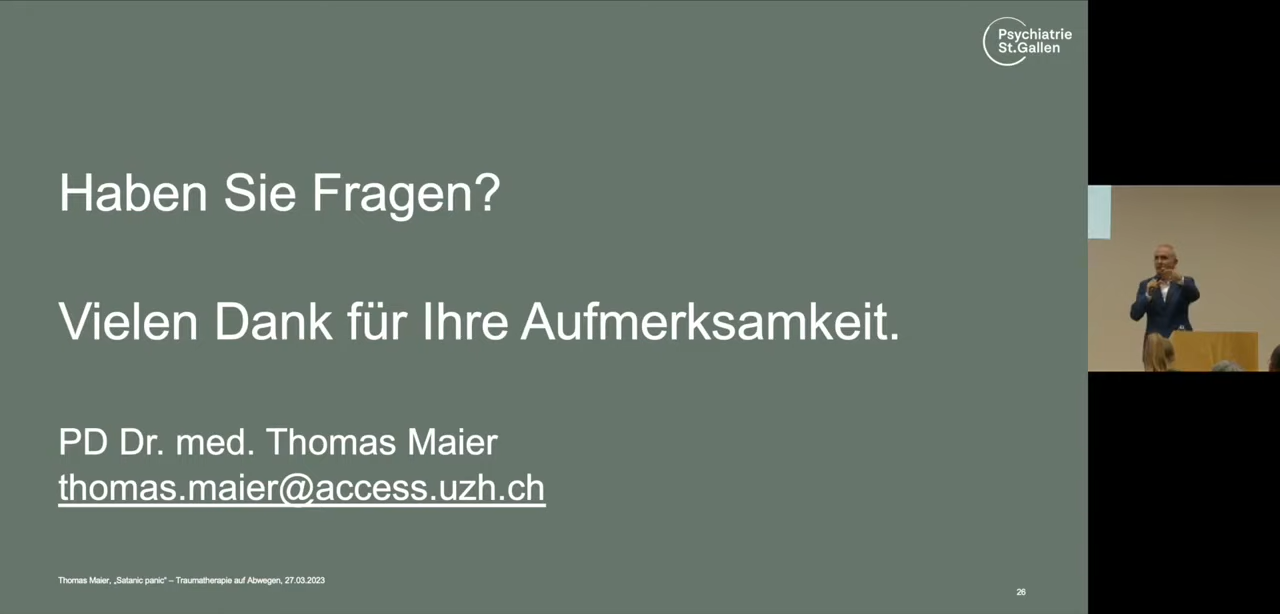 Psychiatrie
St.Gallen
Haben Sie Fragen?
Vielen Dank für Ihre Aufmerksamkeit.
PD Dr. med. Thomas Maier
thomas.maier@access.uzh.ch
Thomas Maier, „Satanic panic" – Traumatherapie auf Abwegen, 27.03.2023
26